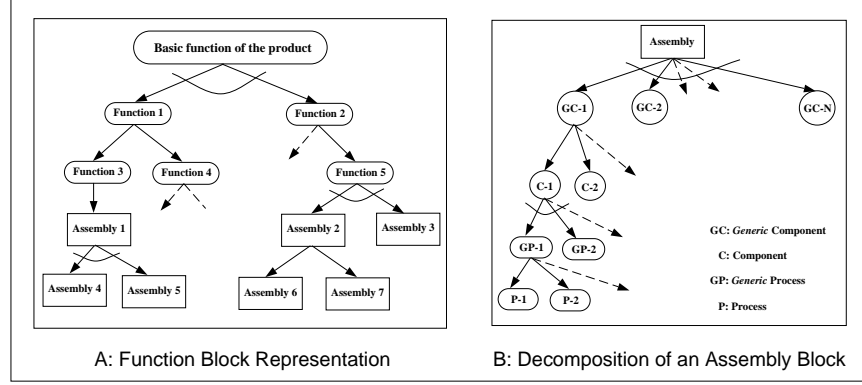 Basic function of the product
Function 1
Function 2
Function 3
Function 4
Function 5
Assembly 1
Assembly 2
Assembly 3
Assembly 4
Assembly 5
Assembly 6
Assembly 7
A: Function Block Representation
Assembly
GC-1
GC-2
GC-N
C-1
C-2
GP-1
GP-2
P-1
P-2
GC: Generic Component
C: Component
GP: Generic Process
P: Process
B: Decomposition of an Assembly Block